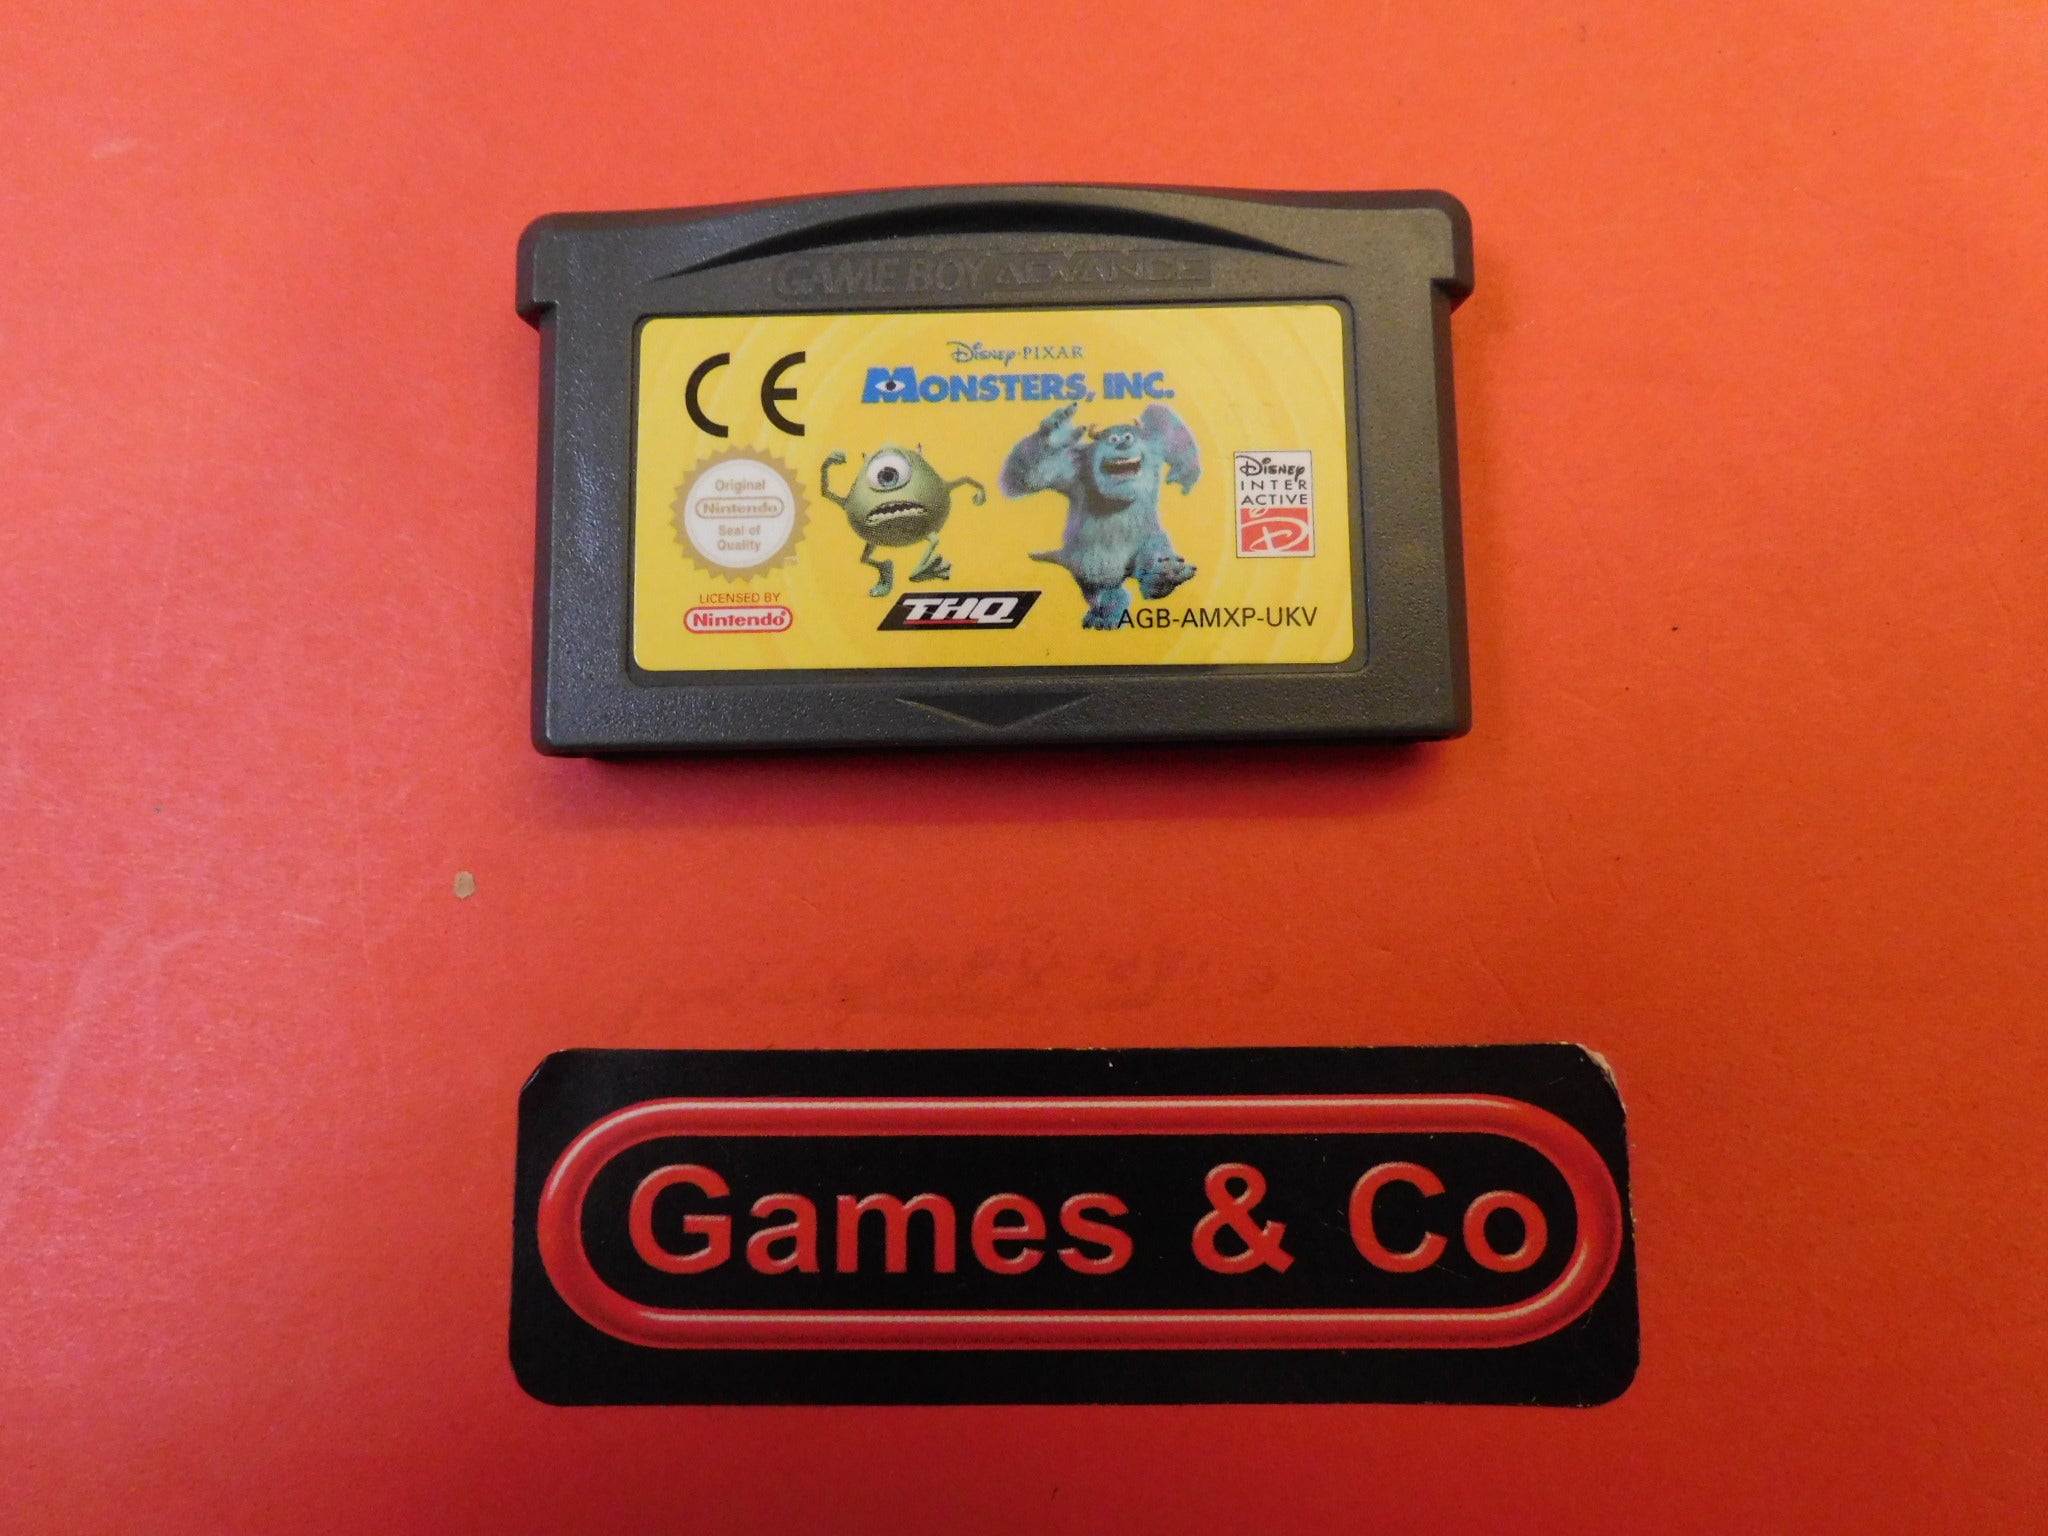 GAME BOY ADVANCE
CE
Disney·PIXAR
MONSTERS, INC.
Original
Nintendo
Seal of
Quality
TM
DISNEY
INTER
ACTIVE
D
LICENSED BY
Nintendo®
THQ
AGB-AMXP-UKV
Games & Co